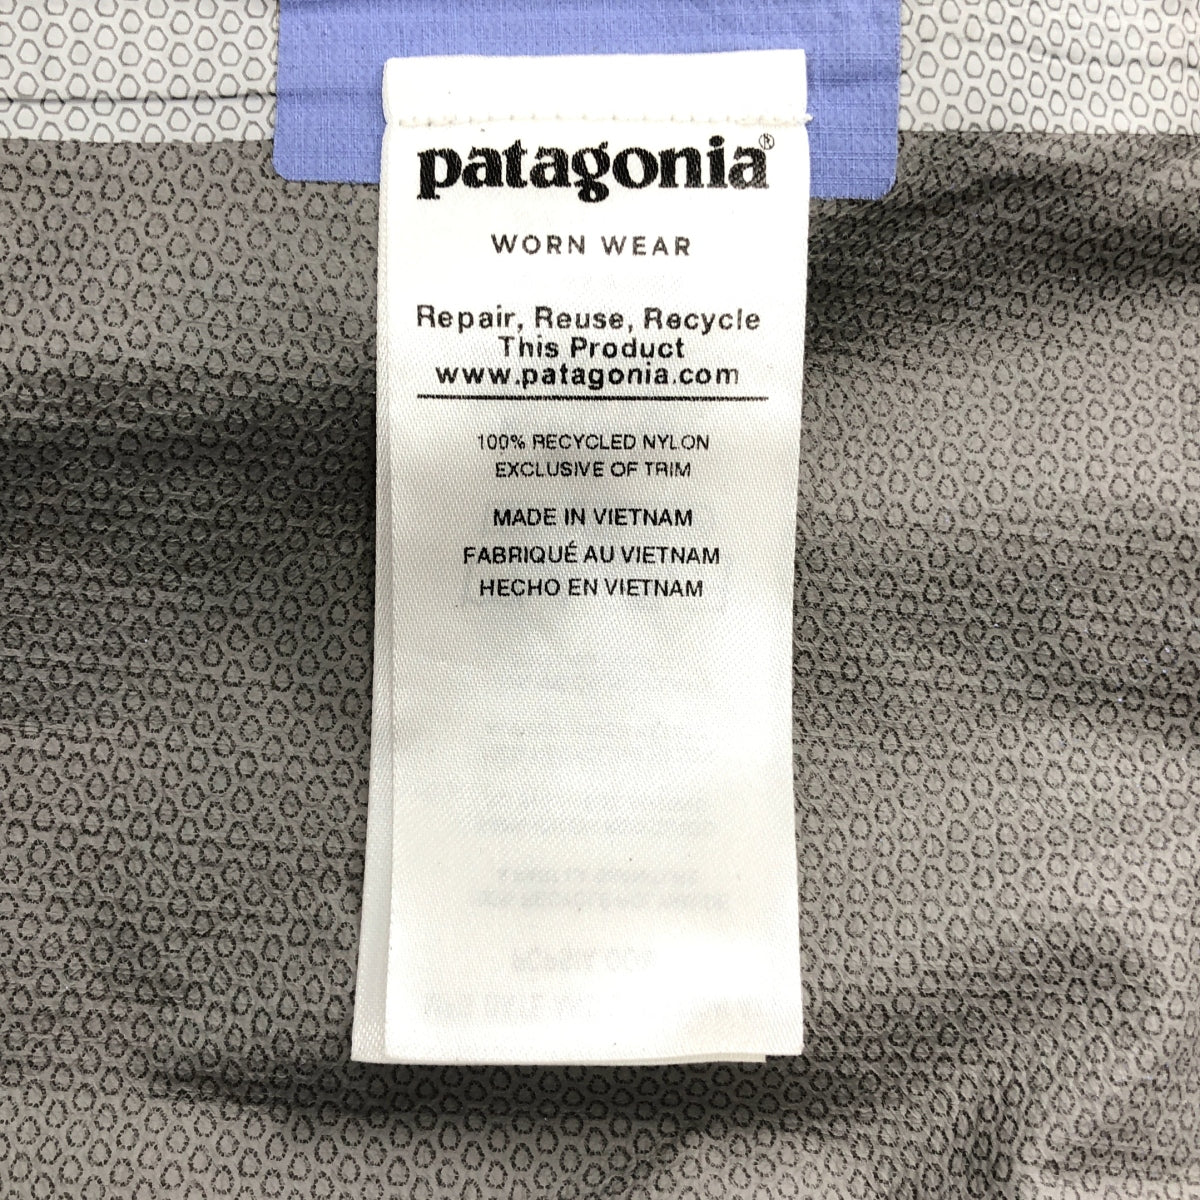 patagonia®
WORN WEAR
Repair, Reuse, Recycle
This Product
www.patagonia.com
100% RECYCLED NYLON
EXCLUSIVE OF TRIM
MADE IN VIETNAM
FABRIQUÉ AU VIETNAM
HECHO EN VIETNAM